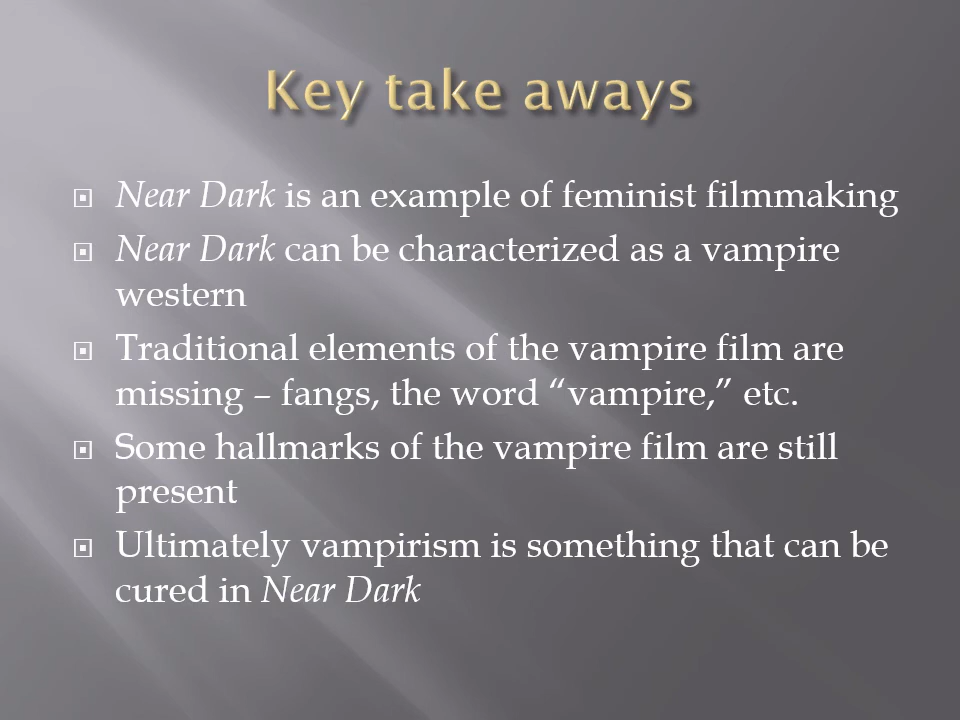 Key take aways
Near Dark is an example of feminist filmmaking
Near Dark can be characterized as a vampire
western
Traditional elements of the vampire film are
missing – fangs, the word “vampire,” etc.
Some hallmarks of the vampire film are still
present
Ultimately vampirism is something that can be
cured in Near Dark